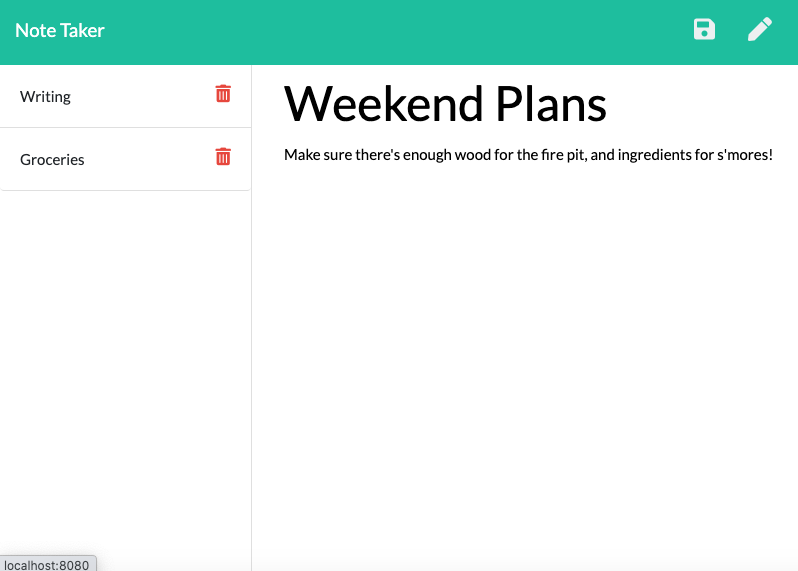 Note Taker
Writing
Groceries
Weekend Plans
Make sure there's enough wood for the fire pit, and ingredients for s'mores!
localhost:8080